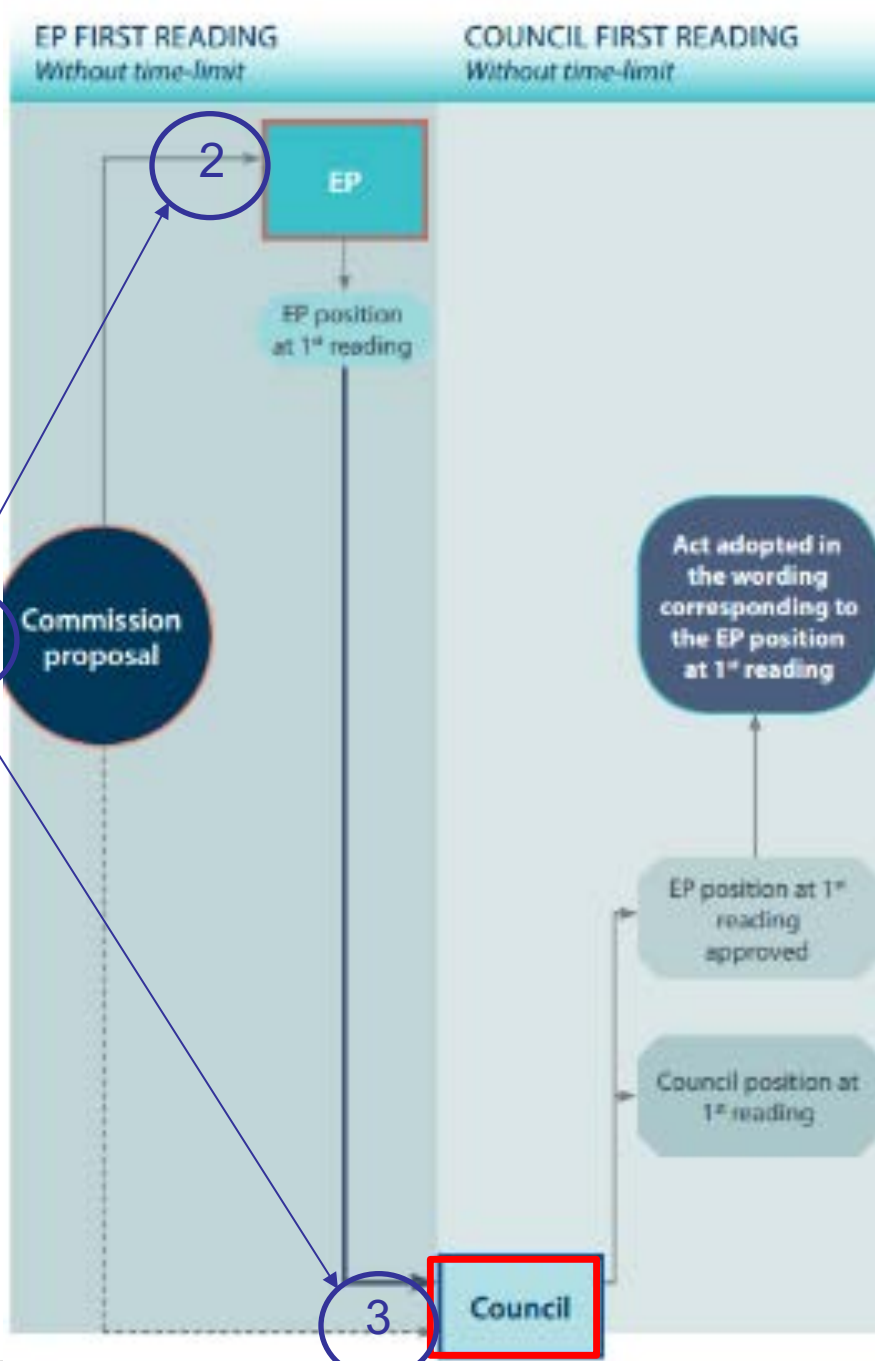 EP FIRST READING
Without time-limit
COUNCIL FIRST READING
Without time-limit
2
EP
EP position
at 1st reading
Commission
proposal
Act adopted in
the wording
corresponding to
the EP position
at 1st reading
EP position at 1st
reading
approved
Council position at
1st reading
3
Council